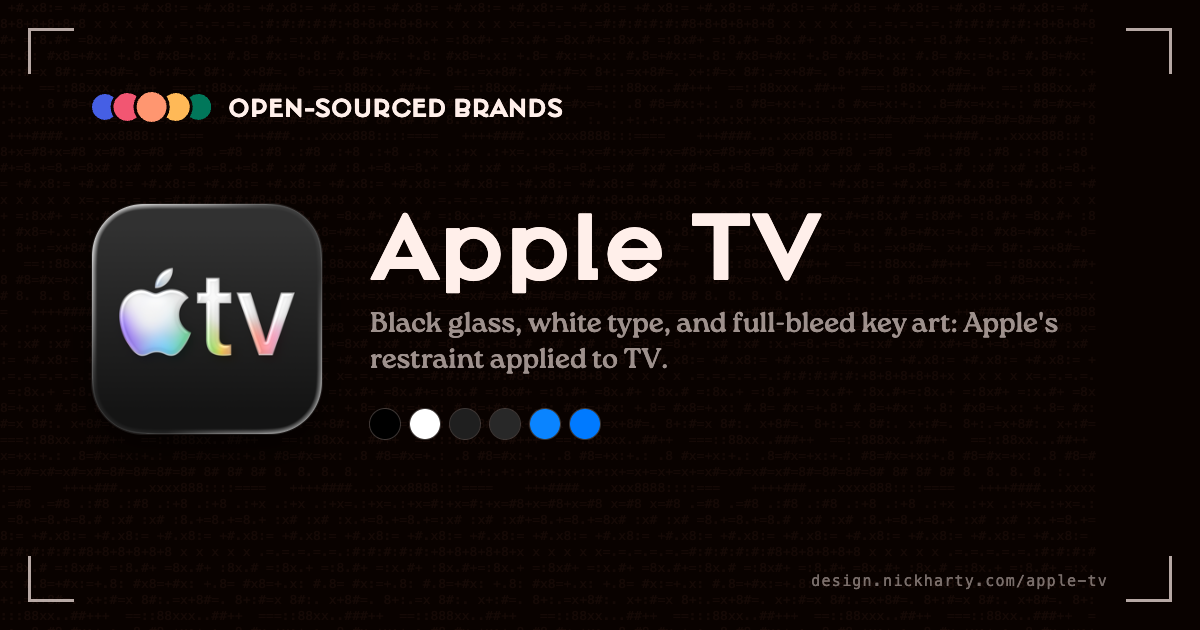 OPEN-SOURCED BRANDS
tv
Apple TV
Black glass, white type, and full-bleed key art: Apple's
restraint applied to TV.
design.nickharty.com/apple-tv